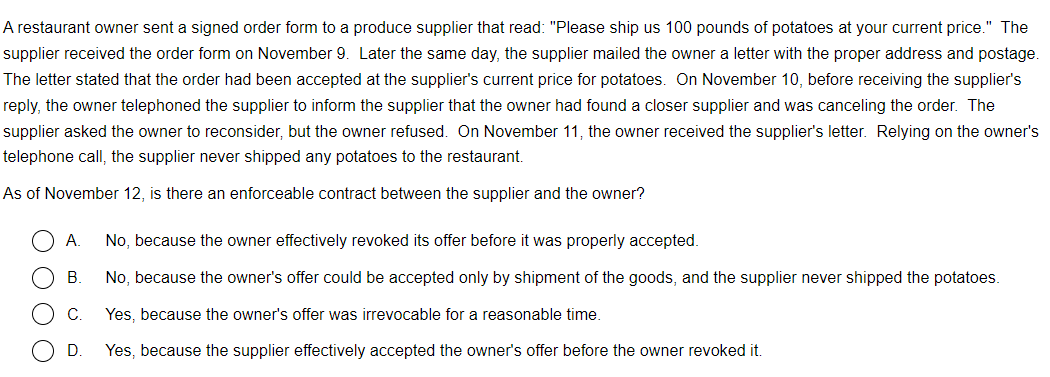 A restaurant owner sent a signed order form to a produce supplier that read: "Please ship us 100 pounds of potatoes at your current price." The
supplier received the order form on November 9. Later the same day, the supplier mailed the owner a letter with the proper address and postage.
The letter stated that the order had been accepted at the supplier's current price for potatoes. On November 10, before receiving the supplier's
reply, the owner telephoned the supplier to inform the supplier that the owner had found a closer supplier and was canceling the order. The
supplier asked the owner to reconsider, but the owner refused. On November 11, the owner received the supplier's letter. Relying on the owner's
telephone call, the supplier never shipped any potatoes to the restaurant.
As of November 12, is there an enforceable contract between the supplier and the owner?
A. No, because the owner effectively revoked its offer before it was properly accepted.
B. No, because the owner's offer could be accepted only by shipment of the goods, and the supplier never shipped the potatoes.
C. Yes, because the owner's offer was irrevocable for a reasonable time.
D. Yes, because the supplier effectively accepted the owner's offer before the owner revoked it.